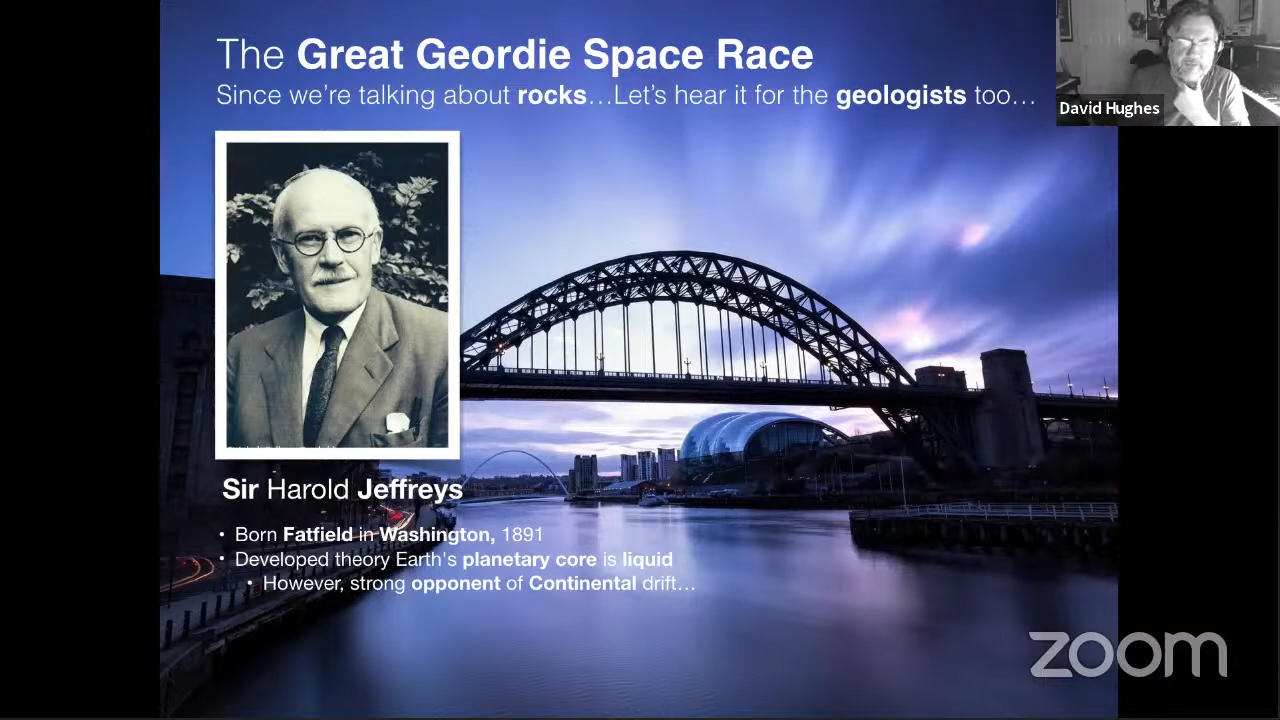 The Great Geordie Space Race
Since we're talking about rocks…Let's hear it for the geologists too…
David Hughes
Sir Harold Jeffreys
• Born Fatfield in Washington, 1891
• Developed theory Earth's planetary core is liquid
• However, strong opponent of Continental drift…
zoom